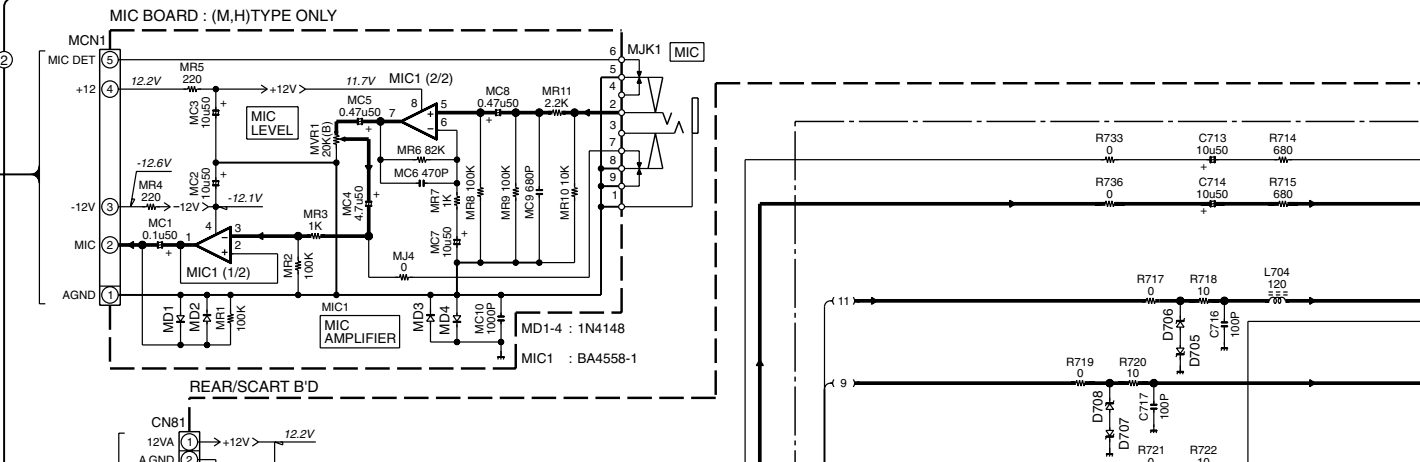 MIC BOARD : (M,H)TYPE ONLY
MCN1
MIC DET 5
+12 4
-12V 3
MIC 2
AGND 1
2
12.2V
MR5
220
+12V
11.7V
MC3
10u50
+
MIC
LEVEL
MVR1
20K(B)
MC5
0.47u50
+
7
8
MIC1 (2/2)
+
5
−
6
MC8
0.47u50
+
MR11
2.2K
6
MJK1
MIC
5
4
2
3
7
8
9
1
MR6 82K
MC6 470P
MR7
1K
MR8 100K
MR9 100K
MC9 680P
MR10 10K
MC7
10u50
+
-12.6V
MR4
220
−12V
-12.1V
MC2
10u50
+
MC4
4.7u50
+
MC1
0.1u50
+
1
4
−
3
+
2
MIC1 (1/2)
MR3
1K
MR2
100K
MJ4
0
MD1
MD2
MR1
100K
MIC1
MIC
AMPLIFIER
MD3
MD4
MC10
1000P
MD1-4 : 1N4148
MIC1 : BA4558-1
REAR/SCART B'D
CN81
12VA 1
+12V
12.2V
A.GND 2
R733
0
C713
10u50
+
R714
680
R736
0
C714
10u50
+
R715
680
11
R717
0
R718
10
L704
120
D706
D705
C716
100P
9
R719
0
R720
10
D708
D707
C717
100P
R721
0
R722
10